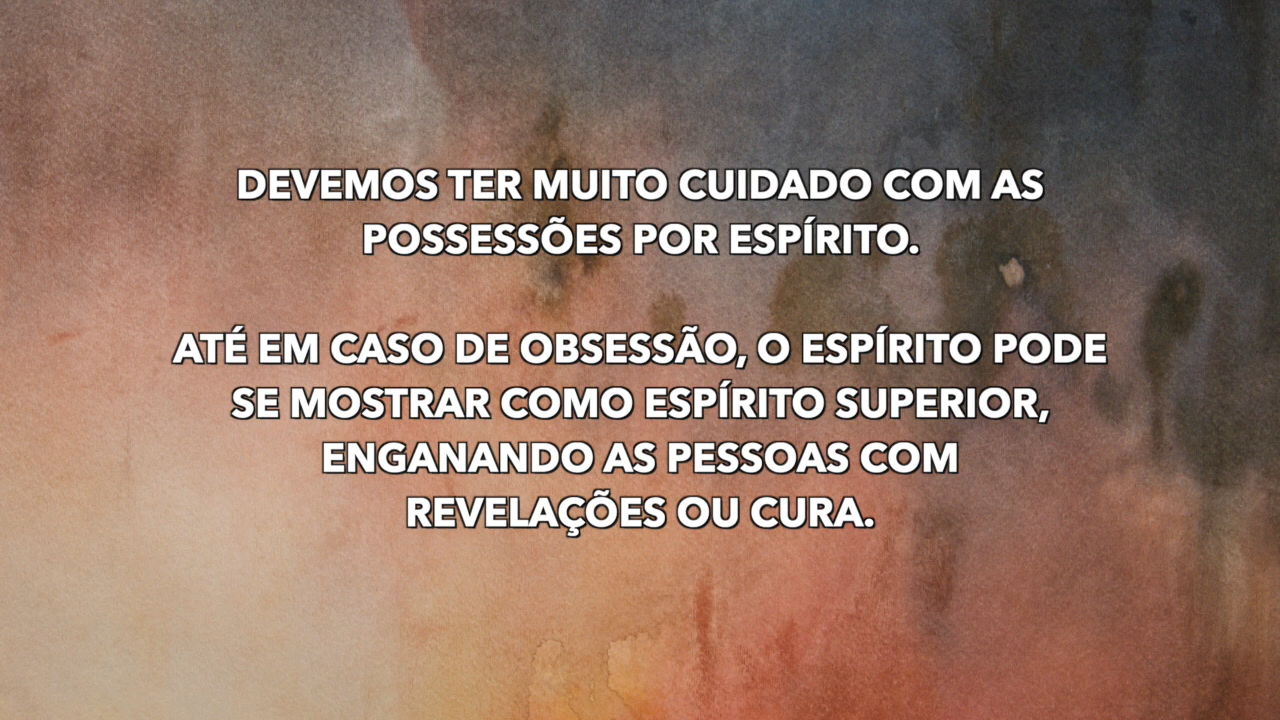 DEVEMOS TER MUITO CUIDADO COM AS
POSSESSÕES POR ESPÍRITO.
ATÉ EM CASO DE OBSESSÃO, O ESPÍRITO PODE
SE MOSTRAR COMO ESPÍRITO SUPERIOR,
ENGANANDO AS PESSOAS COM
REVELAÇÕES OU CURA.